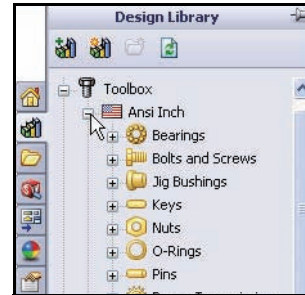 Design Library
Toolbox
Ansi Inch
Bearings
Bolts and Screws
Jig Bushings
Keys
Nuts
O-Rings
Pins